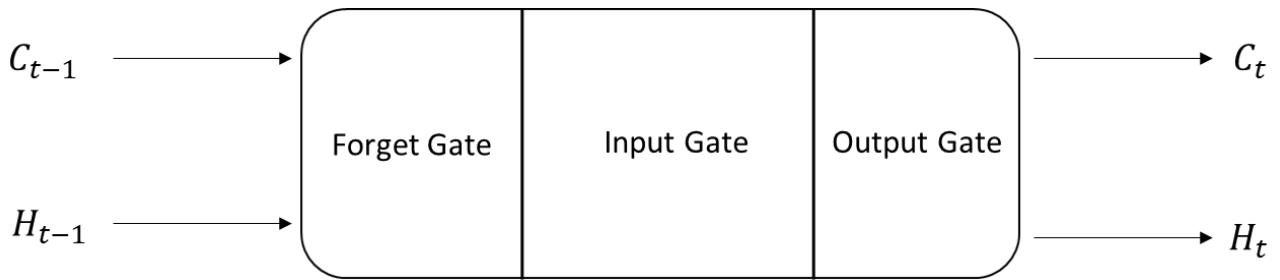 C_{t-1}
C_t
Forget Gate
Input Gate
Output Gate
H_{t-1}
H_t